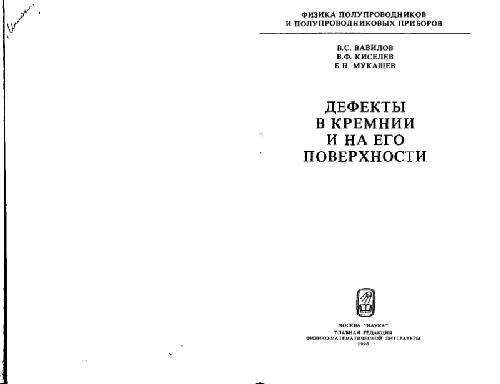 ФИЗИКА ПОЛУПРОВОДНИКОВ
И ПОЛУПРОВОДНИКОВЫХ ПРИБОРОВ
В.С. ВАВИЛОВ
В.Ф. КИСЕЛЕВ
Б.Н. МУКАШЕВ
ДЕФЕКТЫ
В КРЕМНИИ
И НА ЕГО
ПОВЕРХНОСТИ
МОСКВА "НАУКА"
ГЛАВНАЯ РЕДАКЦИЯ
ФИЗИКО-МАТЕМАТИЧЕСКОЙ ЛИТЕРАТУРЫ